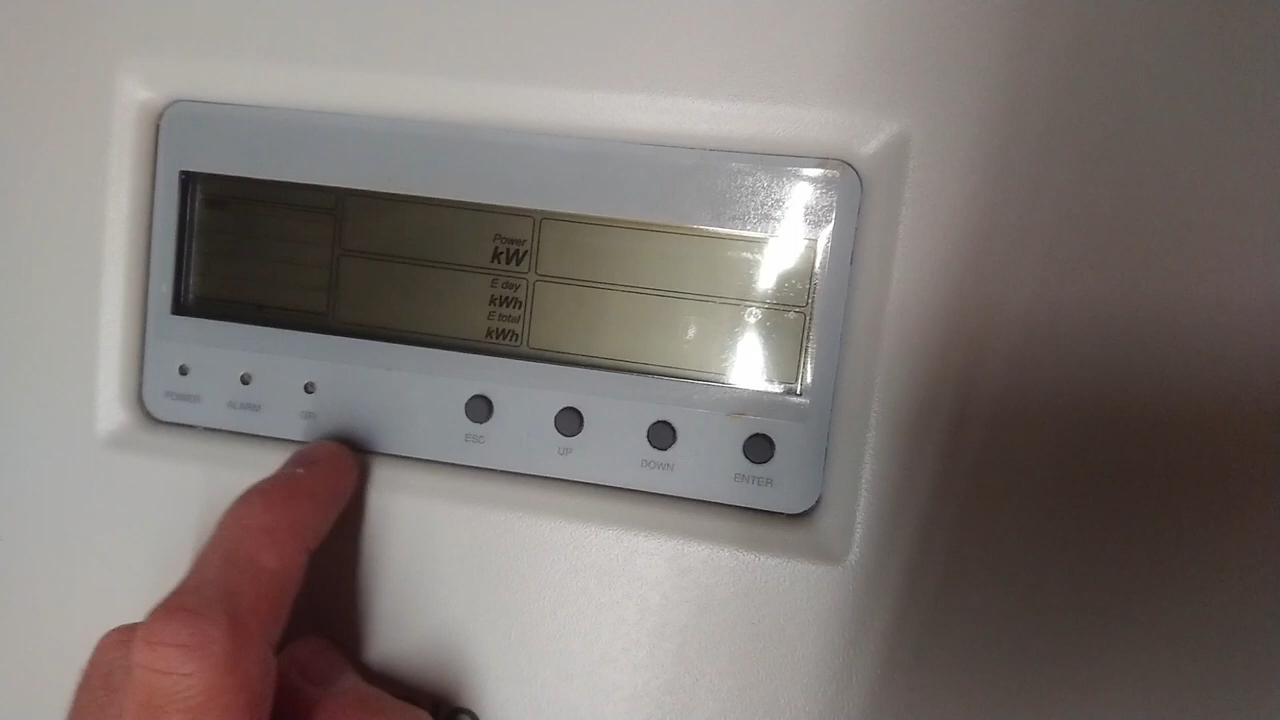 Power
kW
E day
kWh
E total
kWh
POWER
ALARM
ESC
UP
DOWN
ENTER